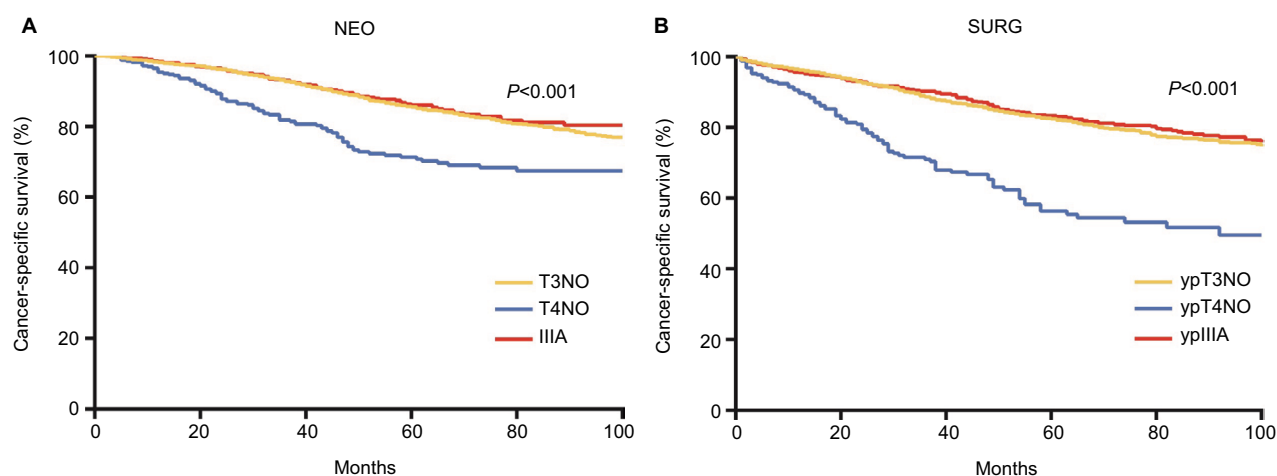 A
NEO
Cancer-specific survival (%)
100
80
60
40
20
0
P<0.001
T3NO
T4NO
IIIA
0 20 40 60 80 100
Months
B
SURG
Cancer-specific survival (%)
100
80
60
40
20
0
P<0.001
ypT3NO
ypT4NO
ypIIIA
0 20 40 60 80 100
Months